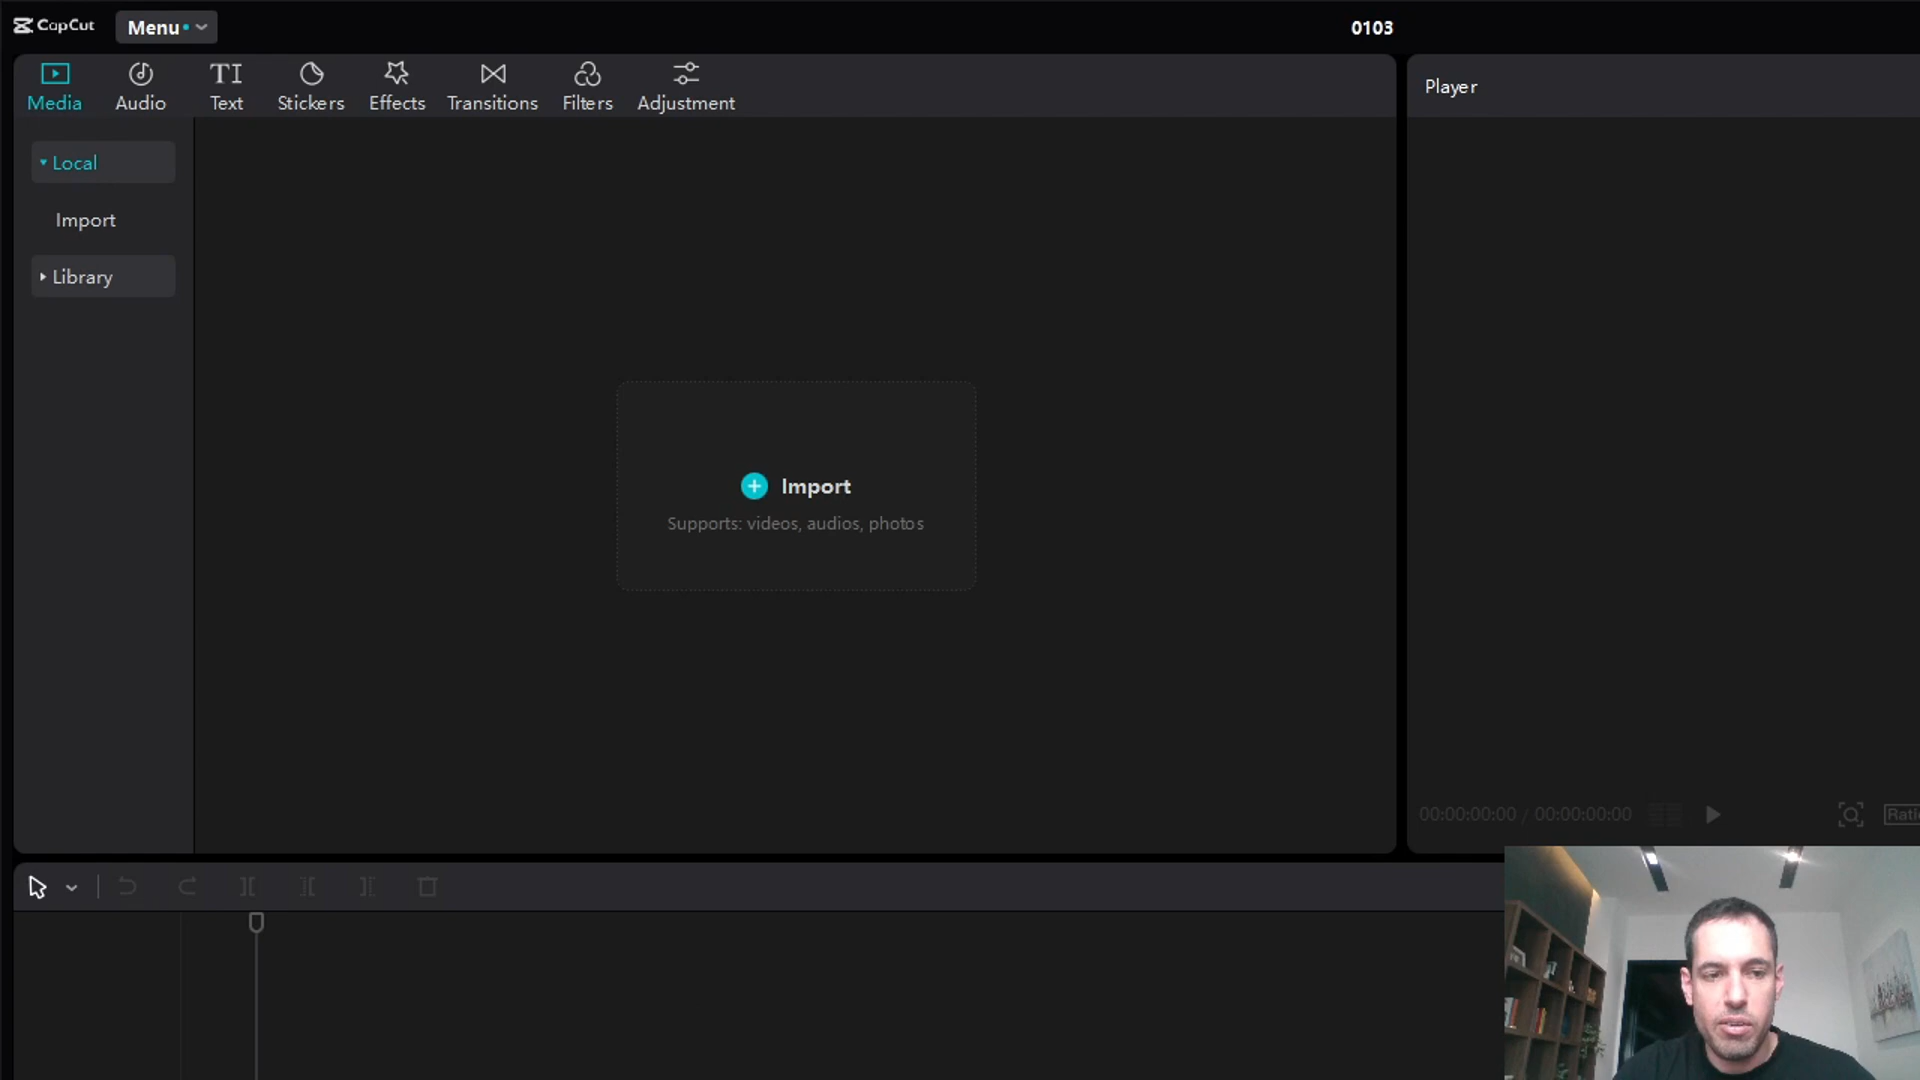 CapCut Menu 0103
Media Audio Text Stickers Effects Transitions Filters Adjustment
Player
Local
Import
Library
Import
Supports: videos, audios, photos
00:00:00:00 / 00:00:00:00